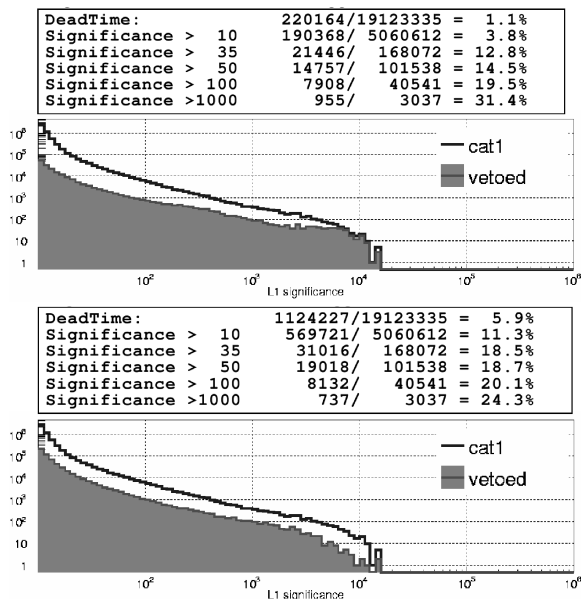 DeadTime: 220164/19123335 = 1.1%
Significance > 10 190368/ 5060612 = 3.8%
Significance > 35 21446/ 168072 = 12.8%
Significance > 50 14757/ 101538 = 14.5%
Significance > 100 7908/ 40541 = 19.5%
Significance >1000 955/ 3037 = 31.4%
10⁶
10⁵
10⁴
10³
10²
10
1
cat1
vetoed
10² 10³ 10⁴ 10⁵ 10⁶
L1 significance
DeadTime: 1124227/19123335 = 5.9%
Significance > 10 569721/ 5060612 = 11.3%
Significance > 35 31016/ 168072 = 18.5%
Significance > 50 19018/ 101538 = 18.7%
Significance > 100 8132/ 40541 = 20.1%
Significance >1000 737/ 3037 = 24.3%
10⁶
10⁵
10⁴
10³
10²
10
1
cat1
vetoed
10² 10³ 10⁴ 10⁵ 10⁶
L1 significance